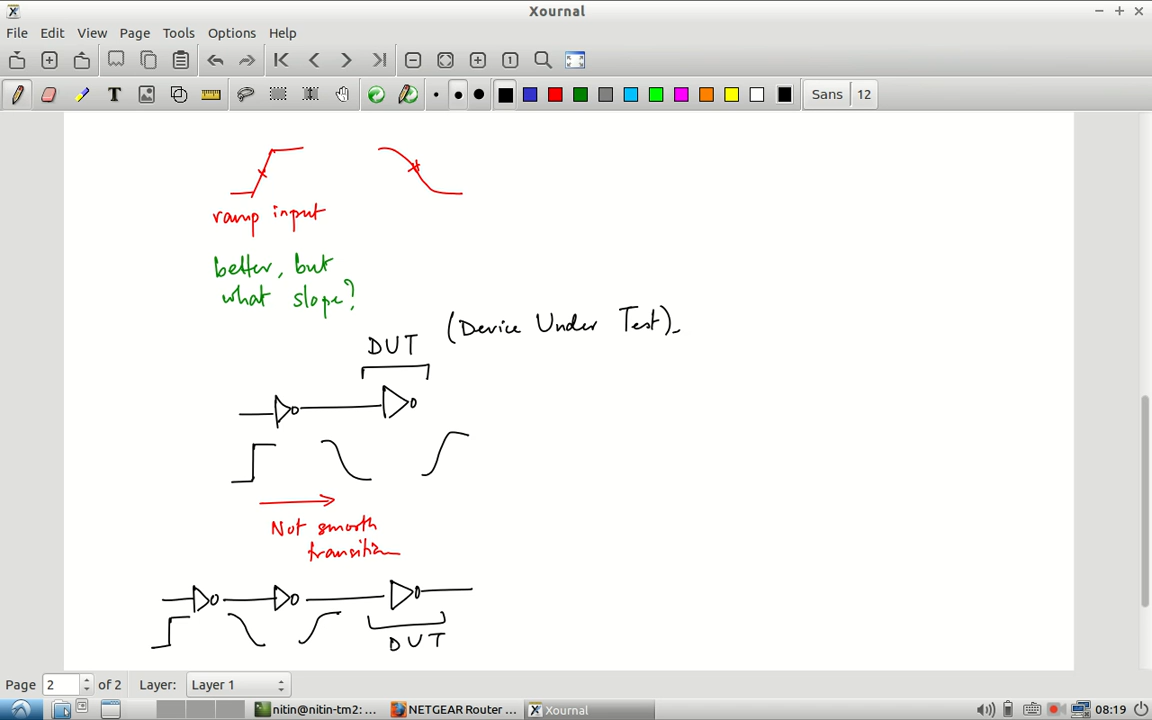 Xournal
File Edit View Page Tools Options Help
Sans 12
ramp input
better, but
what slope?
(Device Under Test)
DUT
Not smooth
transition
DUT
Page 2 of 2 Layer: Layer 1
nitin@nitin-tm2: ... NETGEAR Router ... Xournal 08:19